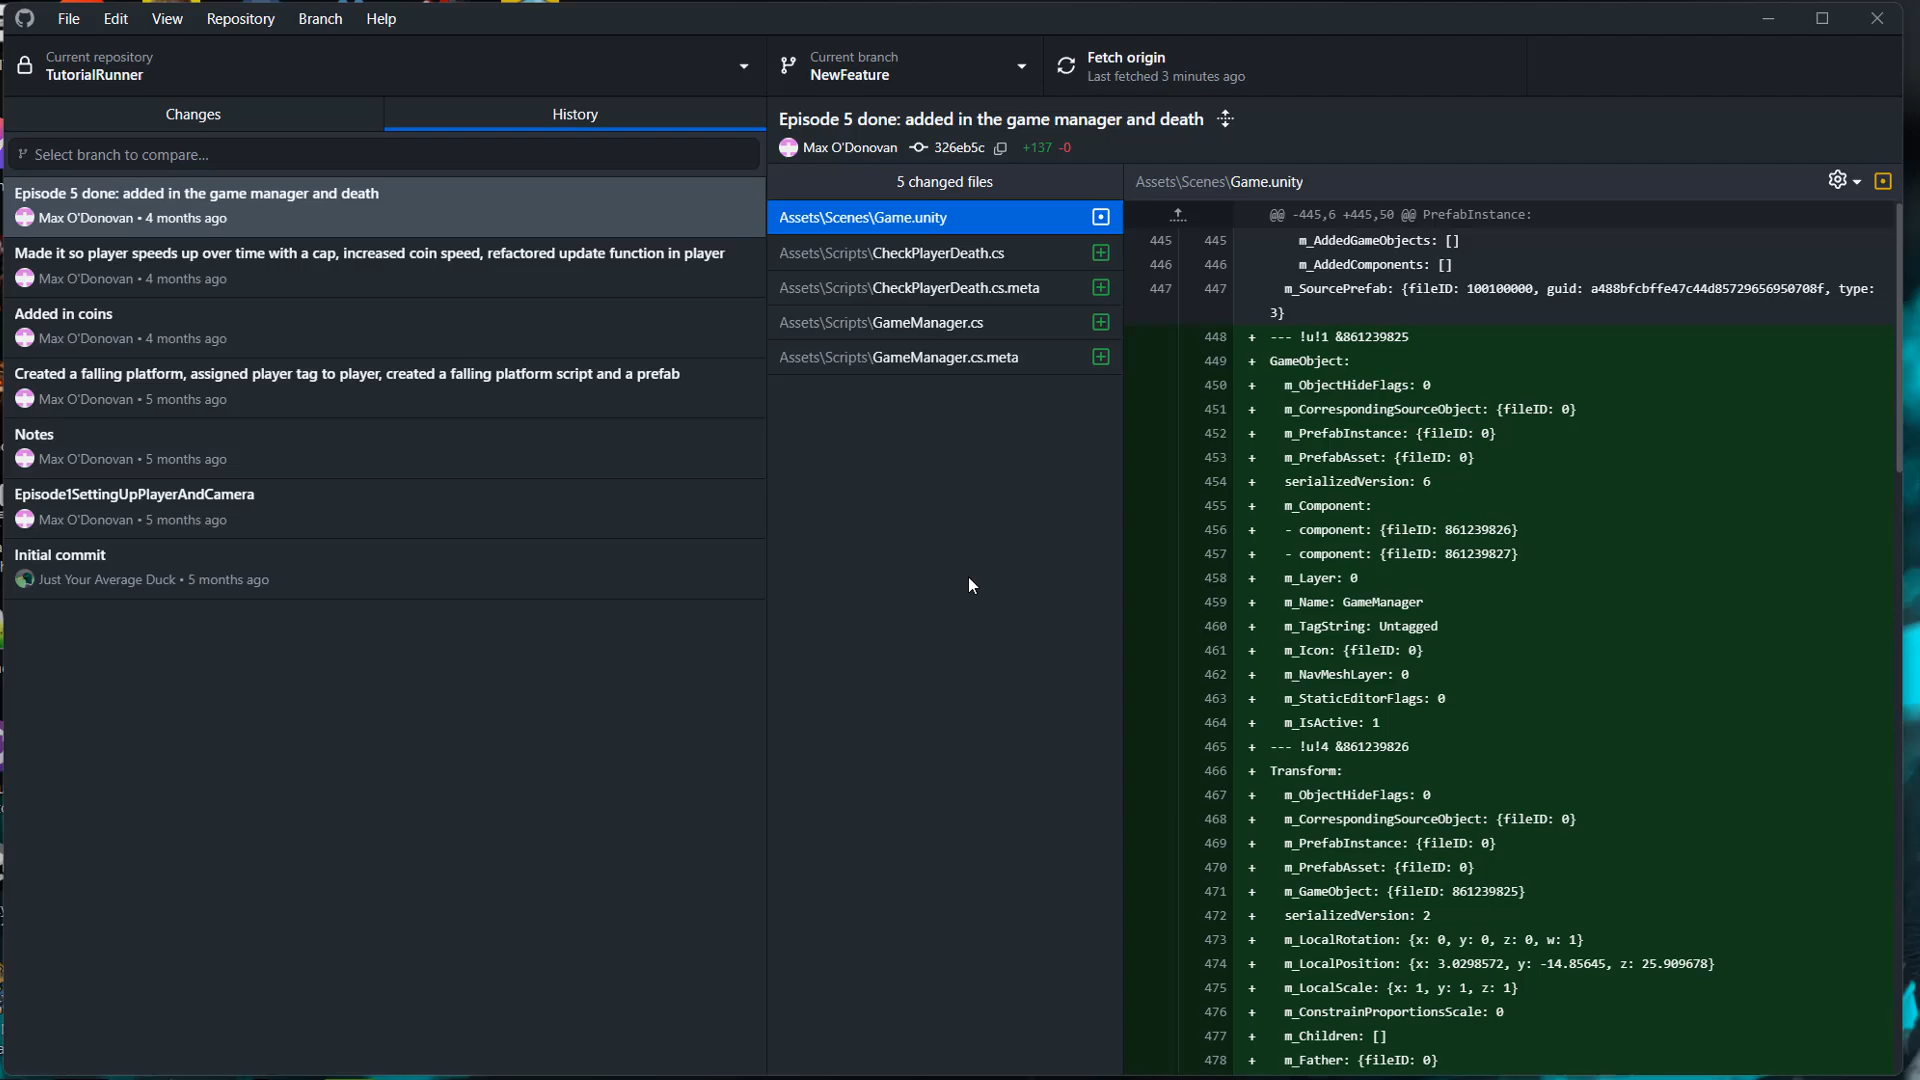 File Edit View Repository Branch Help
Current repository
TutorialRunner
Current branch
NewFeature
Fetch origin
Last fetched 3 minutes ago
Changes
History
Select branch to compare...
Episode 5 done: added in the game manager and death
Max O'Donovan • 4 months ago
Made it so player speeds up over time with a cap, increased coin speed, refactored update function in player
Max O'Donovan • 4 months ago
Added in coins
Max O'Donovan • 4 months ago
Created a falling platform, assigned player tag to player, created a falling platform script and a prefab
Max O'Donovan • 5 months ago
Notes
Max O'Donovan • 5 months ago
Episode1SettingUpPlayerAndCamera
Max O'Donovan • 5 months ago
Initial commit
Just Your Average Duck • 5 months ago
Episode 5 done: added in the game manager and death
Max O'Donovan 326eb5c +137 -0
5 changed files
Assets\Scenes\Game.unity
Assets\Scripts\CheckPlayerDeath.cs
Assets\Scripts\CheckPlayerDeath.cs.meta
Assets\Scripts\GameManager.cs
Assets\Scripts\GameManager.cs.meta
Assets\Scenes\Game.unity
@@ -445,6 +445,50 @@ PrefabInstance:
445 445 m_AddedGameObjects: []
446 446 m_AddedComponents: []
447 447 m_SourcePrefab: {fileID: 100100000, guid: a488bfcbffe47c44d85729656950708f, type:
3}
448 + --- !u!1 &861239825
449 + GameObject:
450 + m_ObjectHideFlags: 0
451 + m_CorrespondingSourceObject: {fileID: 0}
452 + m_PrefabInstance: {fileID: 0}
453 + m_PrefabAsset: {fileID: 0}
454 + serializedVersion: 6
455 + m_Component:
456 + - component: {fileID: 861239826}
457 + - component: {fileID: 861239827}
458 + m_Layer: 0
459 + m_Name: GameManager
460 + m_TagString: Untagged
461 + m_Icon: {fileID: 0}
462 + m_NavMeshLayer: 0
463 + m_StaticEditorFlags: 0
464 + m_IsActive: 1
465 + --- !u!4 &861239826
466 + Transform:
467 + m_ObjectHideFlags: 0
468 + m_CorrespondingSourceObject: {fileID: 0}
469 + m_PrefabInstance: {fileID: 0}
470 + m_PrefabAsset: {fileID: 0}
471 + m_GameObject: {fileID: 861239825}
472 + serializedVersion: 2
473 + m_LocalRotation: {x: 0, y: 0, z: 0, w: 1}
474 + m_LocalPosition: {x: 3.0298572, y: -14.85645, z: 25.909678}
475 + m_LocalScale: {x: 1, y: 1, z: 1}
476 + m_ConstrainProportionsScale: 0
477 + m_Children: []
478 + m_Father: {fileID: 0}